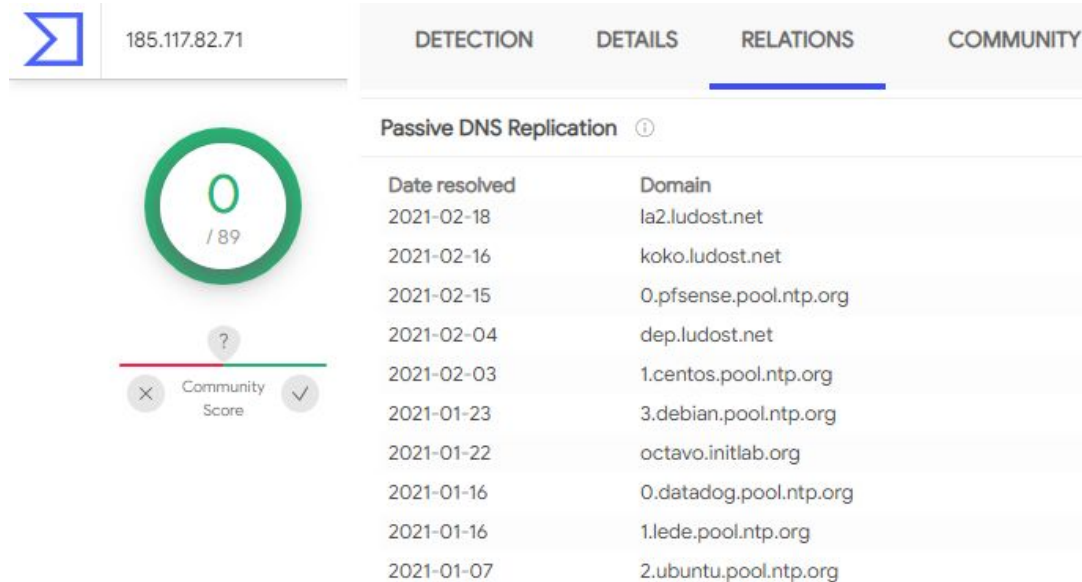 185.117.82.71
DETECTION DETAILS RELATIONS COMMUNITY
0
/ 89
?
Community
Score
Passive DNS Replication
Date resolved Domain
2021-02-18 la2.ludost.net
2021-02-16 koko.ludost.net
2021-02-15 0.pfsense.pool.ntp.org
2021-02-04 dep.ludost.net
2021-02-03 1.centos.pool.ntp.org
2021-01-23 3.debian.pool.ntp.org
2021-01-22 octavo.initlab.org
2021-01-16 0.datadog.pool.ntp.org
2021-01-16 1.lede.pool.ntp.org
2021-01-07 2.ubuntu.pool.ntp.org